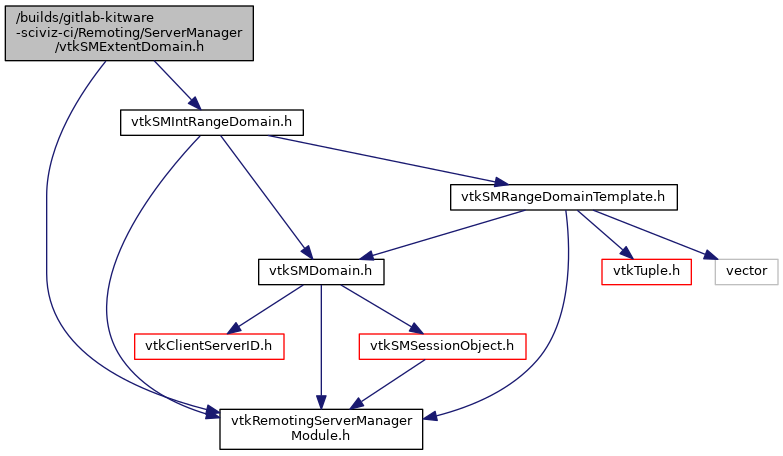 /builds/gitlab-kitware
-sciviz-ci/Remoting/ServerManager
/vtkSMExtentDomain.h
vtkSMIntRangeDomain.h
vtkSMRangeDomainTemplate.h
vtkSMDomain.h
vtkTuple.h
vector
vtkClientServerID.h
vtkSMSessionObject.h
vtkRemotingServerManager
Module.h